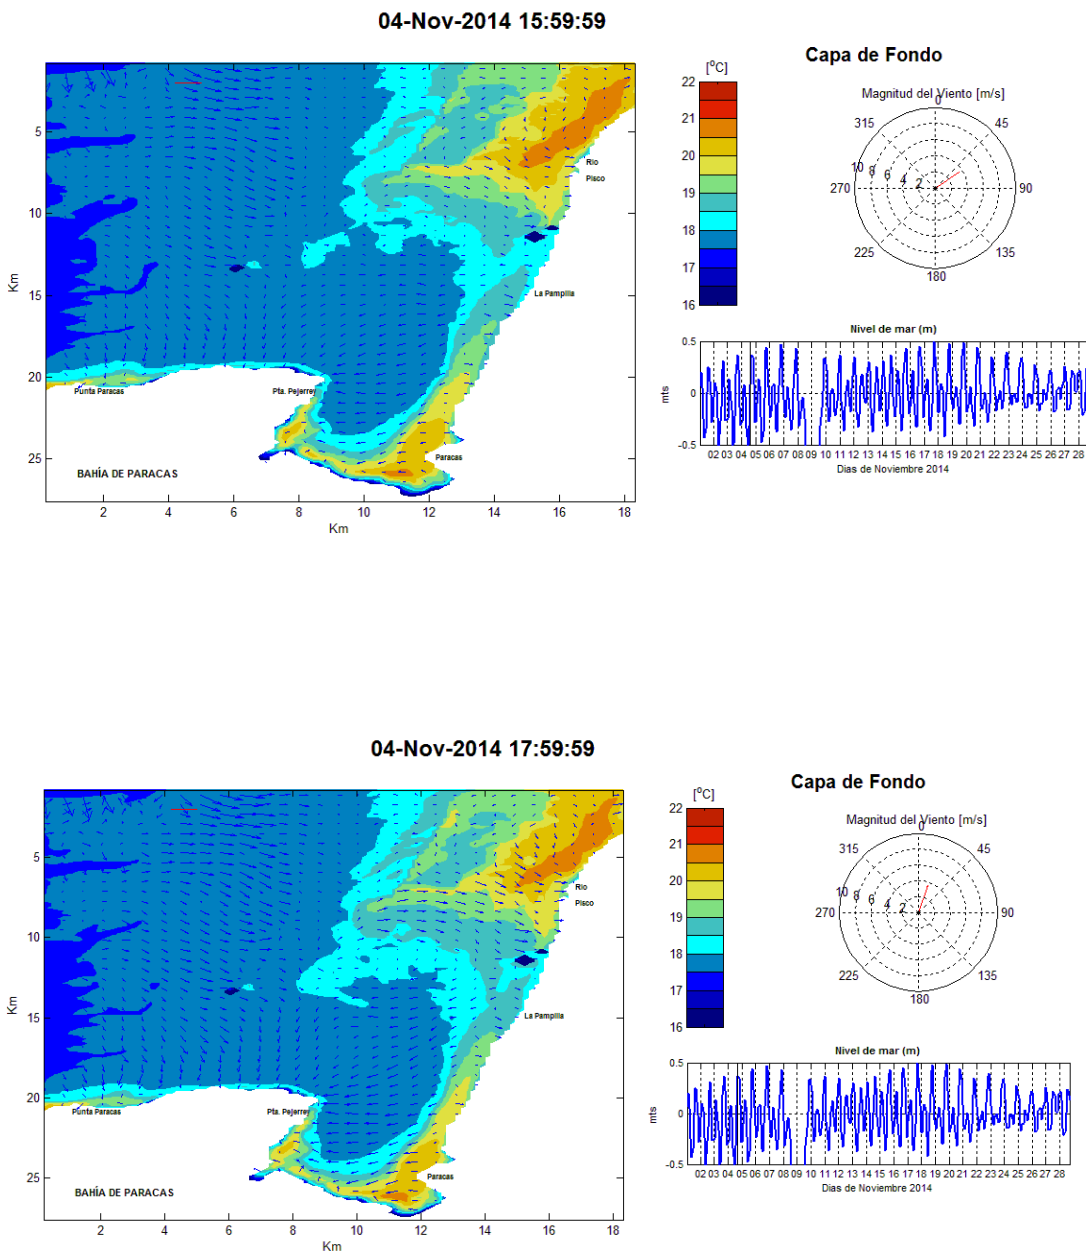 04-Nov-2014 15:59:59
Capa de Fondo
[°C]
22
21
20
19
18
17
16
Magnitud del Viento [m/s]
0
45
90
135
180
225
270
315
10 8 6 4 2
5
10
15
20
25
Km
Rio
Pisco
La Pampilla
Punta Paracas
Pta. Pejerrey
Paracas
BAHÍA DE PARACAS
2 4 6 8 10 12 14 16 18
Km
Nivel de mar (m)
0.5
0
-0.5
mts
02 03 04 05 06 07 08 09 10 11 12 13 14 15 16 17 18 19 20 21 22 23 24 25 26 27 28
Dias de Noviembre 2014
04-Nov-2014 17:59:59
Capa de Fondo
[°C]
22
21
20
19
18
17
16
Magnitud del Viento [m/s]
0
45
90
135
180
225
270
315
10 8 6 4 2
5
10
15
20
25
Km
Rio
Pisco
La Pampilla
Punta Paracas
Pta. Pejerrey
Paracas
BAHÍA DE PARACAS
2 4 6 8 10 12 14 16 18
Km
Nivel de mar (m)
0.5
0
-0.5
mts
02 03 04 05 06 07 08 09 10 11 12 13 14 15 16 17 18 19 20 21 22 23 24 25 26 27 28
Dias de Noviembre 2014